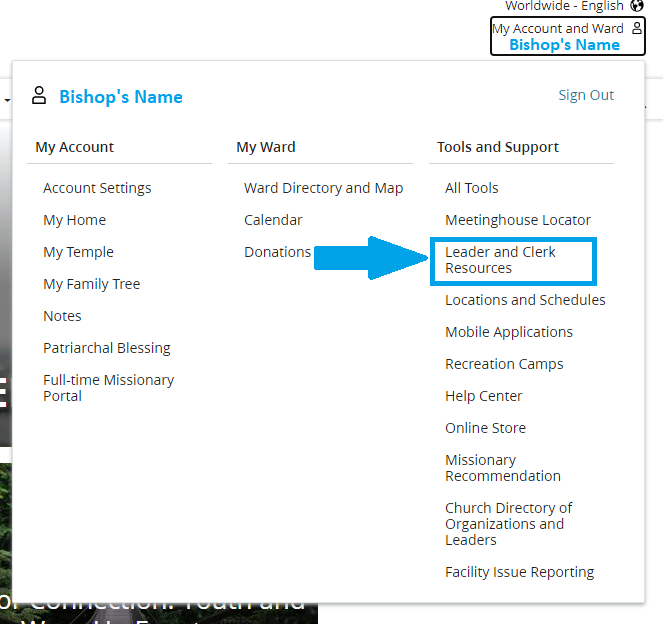 Worldwide - English
My Account and Ward
Bishop's Name
Bishop's Name
Sign Out
My Account
Account Settings
My Home
My Temple
My Family Tree
Notes
Patriarchal Blessing
Full-time Missionary
Portal
My Ward
Ward Directory and Map
Calendar
Donations
Tools and Support
All Tools
Meetinghouse Locator
Leader and Clerk
Resources
Locations and Schedules
Mobile Applications
Recreation Camps
Help Center
Online Store
Missionary
Recommendation
Church Directory of
Organizations and
Leaders
Facility Issue Reporting
Connection: Youth and